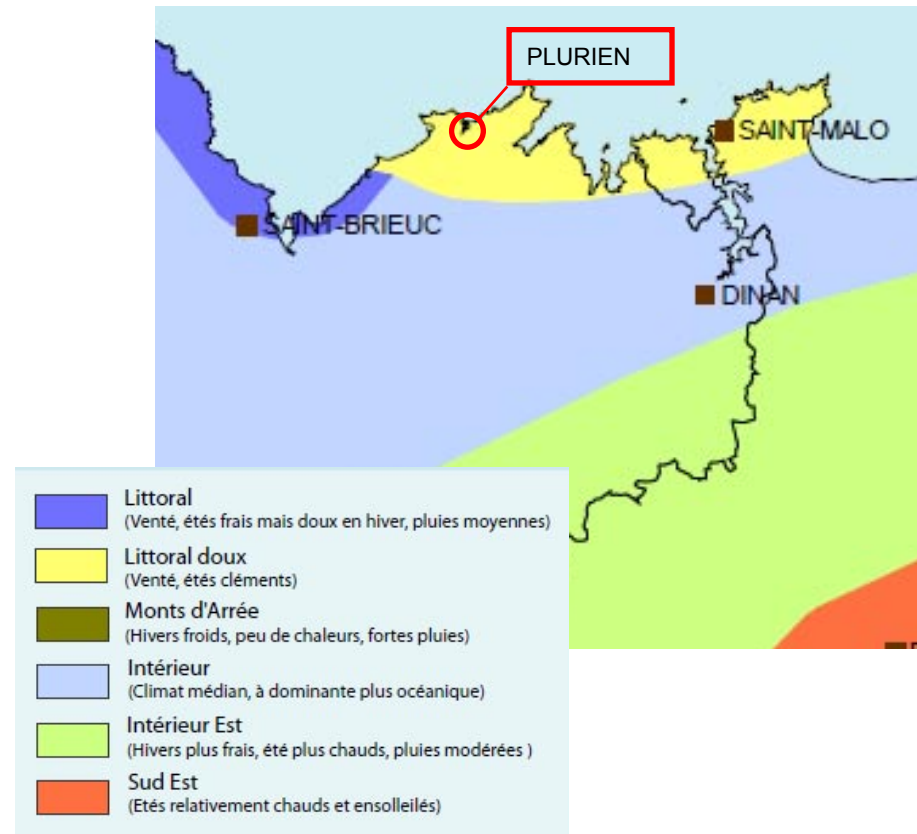 PLURIEN
SAINT-MALO
SAINT-BRIEUC
DINAN
Littoral
(Venté, étés frais mais doux en hiver, pluies moyennes)
Littoral doux
(Venté, étés cléments)
Monts d'Arrée
(Hivers froids, peu de chaleurs, fortes pluies)
Intérieur
(Climat médian, à dominante plus océanique)
Intérieur Est
(Hivers plus frais, été plus chauds, pluies modérées )
Sud Est
(Etés relativement chauds et ensolleilés)